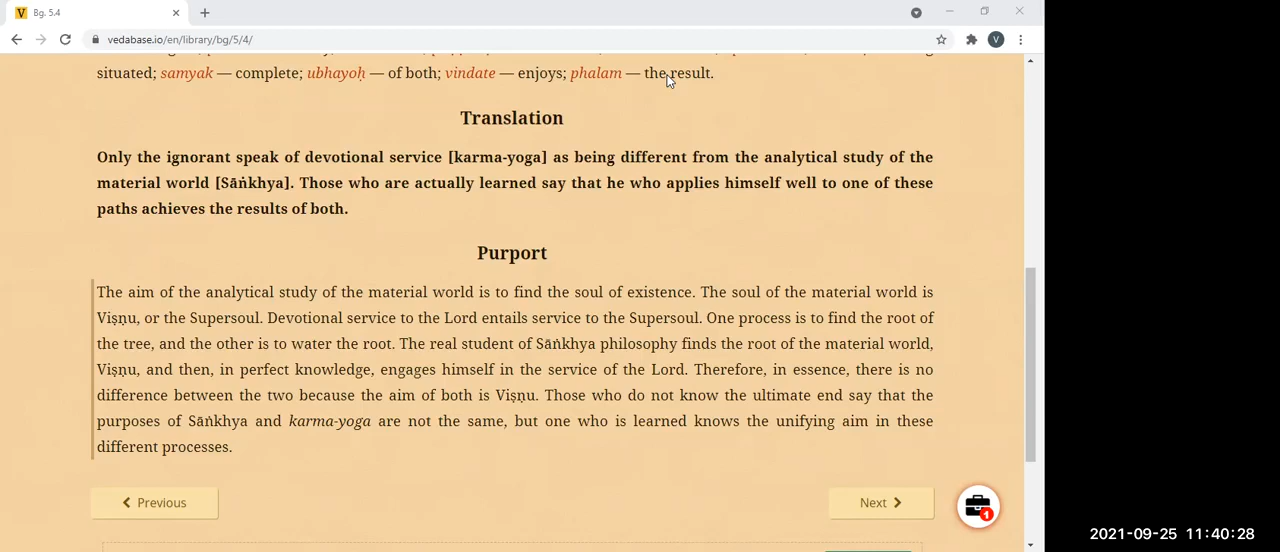 Bg. 5.4
vedabase.io/en/library/bg/5/4/
V
situated; samyak — complete; ubhayoḥ — of both; vindate — enjoys; phalam — the result.
Translation
Only the ignorant speak of devotional service [karma-yoga] as being different from the analytical study of the
material world [Sāṅkhya]. Those who are actually learned say that he who applies himself well to one of these
paths achieves the results of both.
Purport
The aim of the analytical study of the material world is to find the soul of existence. The soul of the material world is
Viṣṇu, or the Supersoul. Devotional service to the Lord entails service to the Supersoul. One process is to find the root of
the tree, and the other is to water the root. The real student of Sāṅkhya philosophy finds the root of the material world,
Viṣṇu, and then, in perfect knowledge, engages himself in the service of the Lord. Therefore, in essence, there is no
difference between the two because the aim of both is Viṣṇu. Those who do not know the ultimate end say that the
purposes of Sāṅkhya and karma-yoga are not the same, but one who is learned knows the unifying aim in these
different processes.
Previous
Next
1
2021-09-25 11:40:28